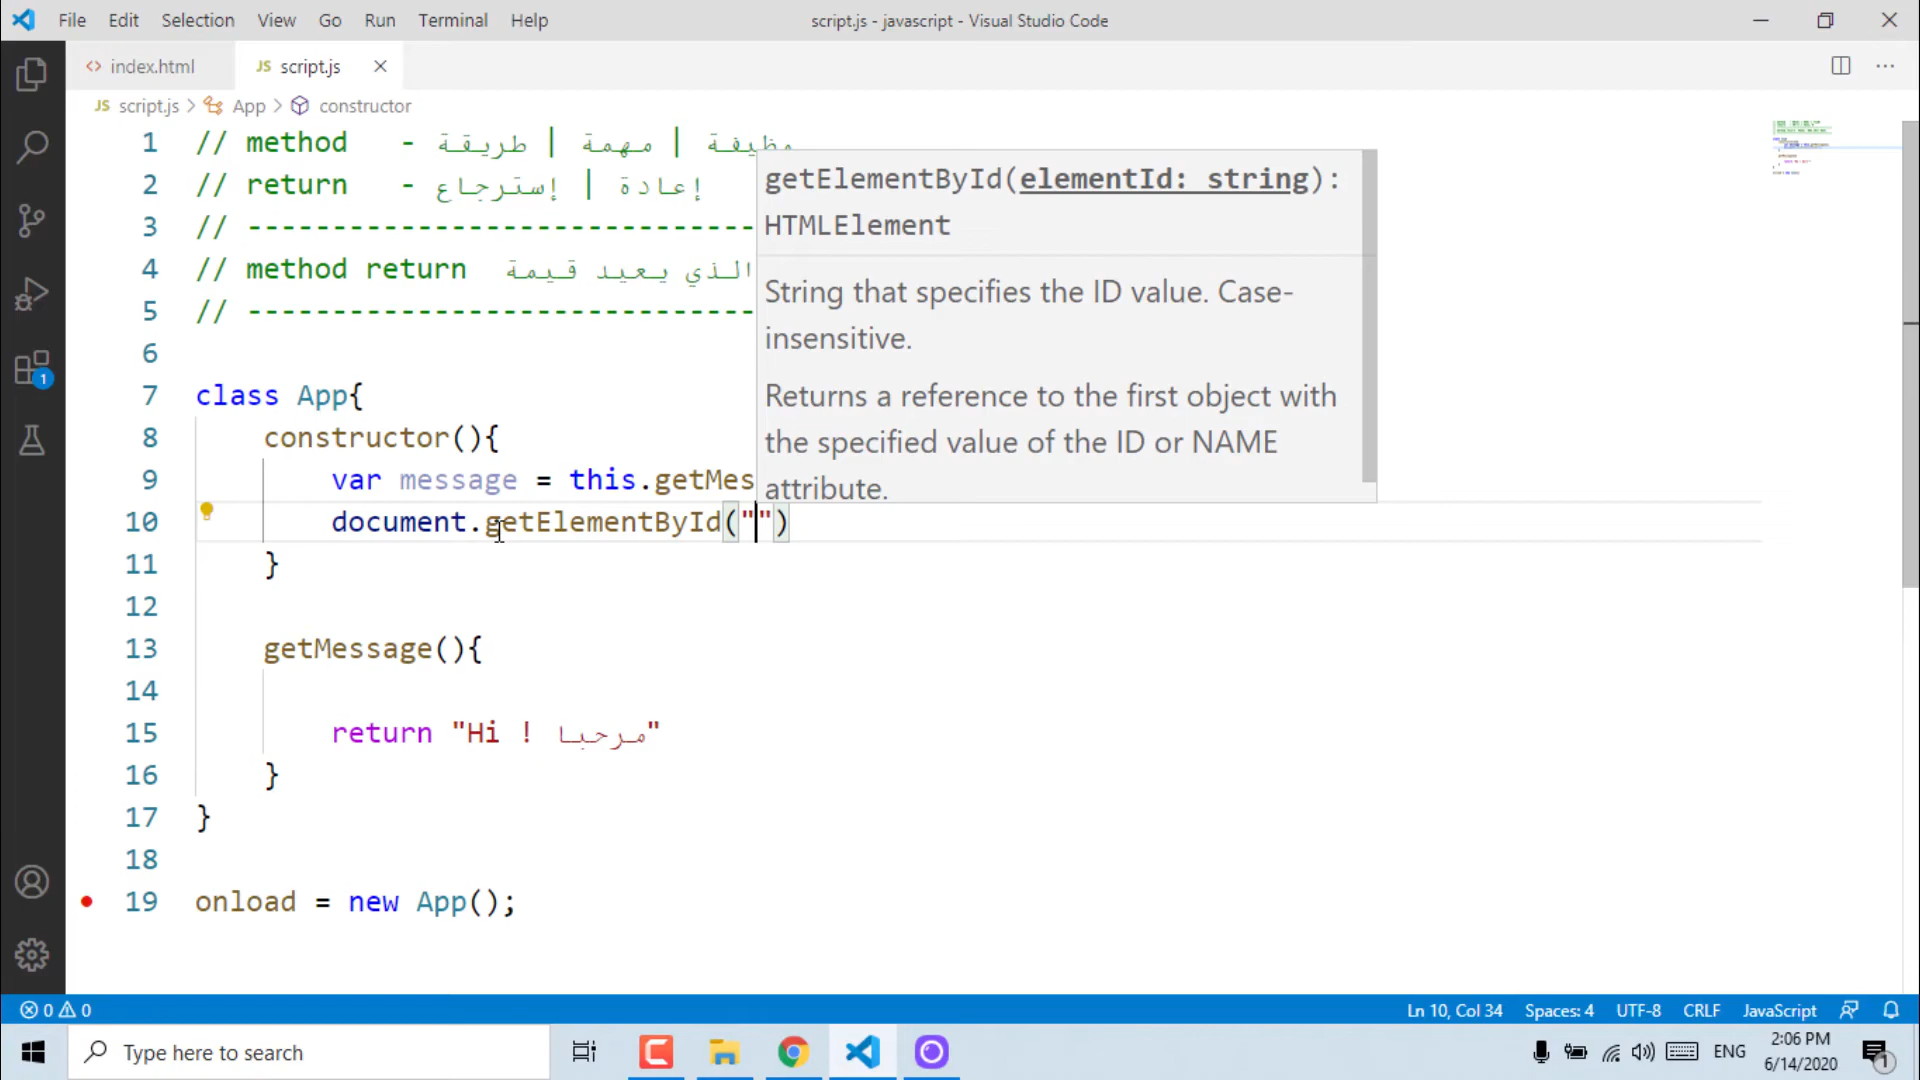 File Edit Selection View Go Run Terminal Help script.js - javascript - Visual Studio Code
<> index.html JS script.js
JS script.js > App > constructor
1 // method - طريقة | مهمة | وظيفة
2 // return - إسترجاع | إعادة
3 // ------------------------------
4 // method return الذي يعيد قيمة
5 // ------------------------------
6
7 class App{
8 constructor(){
9 var message = this.getMes
10 document.getElementById("")
11 }
12
13 getMessage(){
14
15 return "Hi ! مرحبا"
16 }
17 }
18
19 onload = new App();
getElementById(elementId: string):
HTMLElement
String that specifies the ID value. Case-
insensitive.
Returns a reference to the first object with
the specified value of the ID or NAME
attribute.
1
0 0 Ln 10, Col 34 Spaces: 4 UTF-8 CRLF JavaScript
Type here to search
ENG
2:06 PM
6/14/2020
1